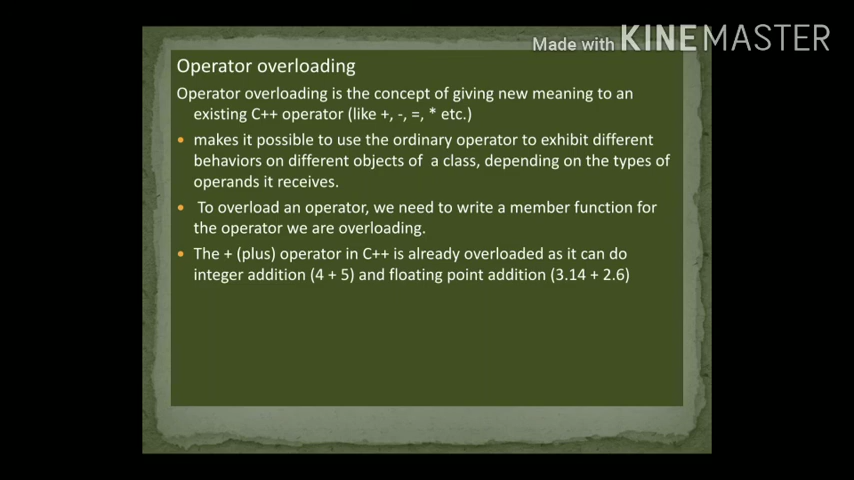 Made with KINEMASTER
Operator overloading
Operator overloading is the concept of giving new meaning to an
existing C++ operator (like +, -, =, * etc.)
• makes it possible to use the ordinary operator to exhibit different
behaviors on different objects of a class, depending on the types of
operands it receives.
• To overload an operator, we need to write a member function for
the operator we are overloading.
• The + (plus) operator in C++ is already overloaded as it can do
integer addition (4 + 5) and floating point addition (3.14 + 2.6)